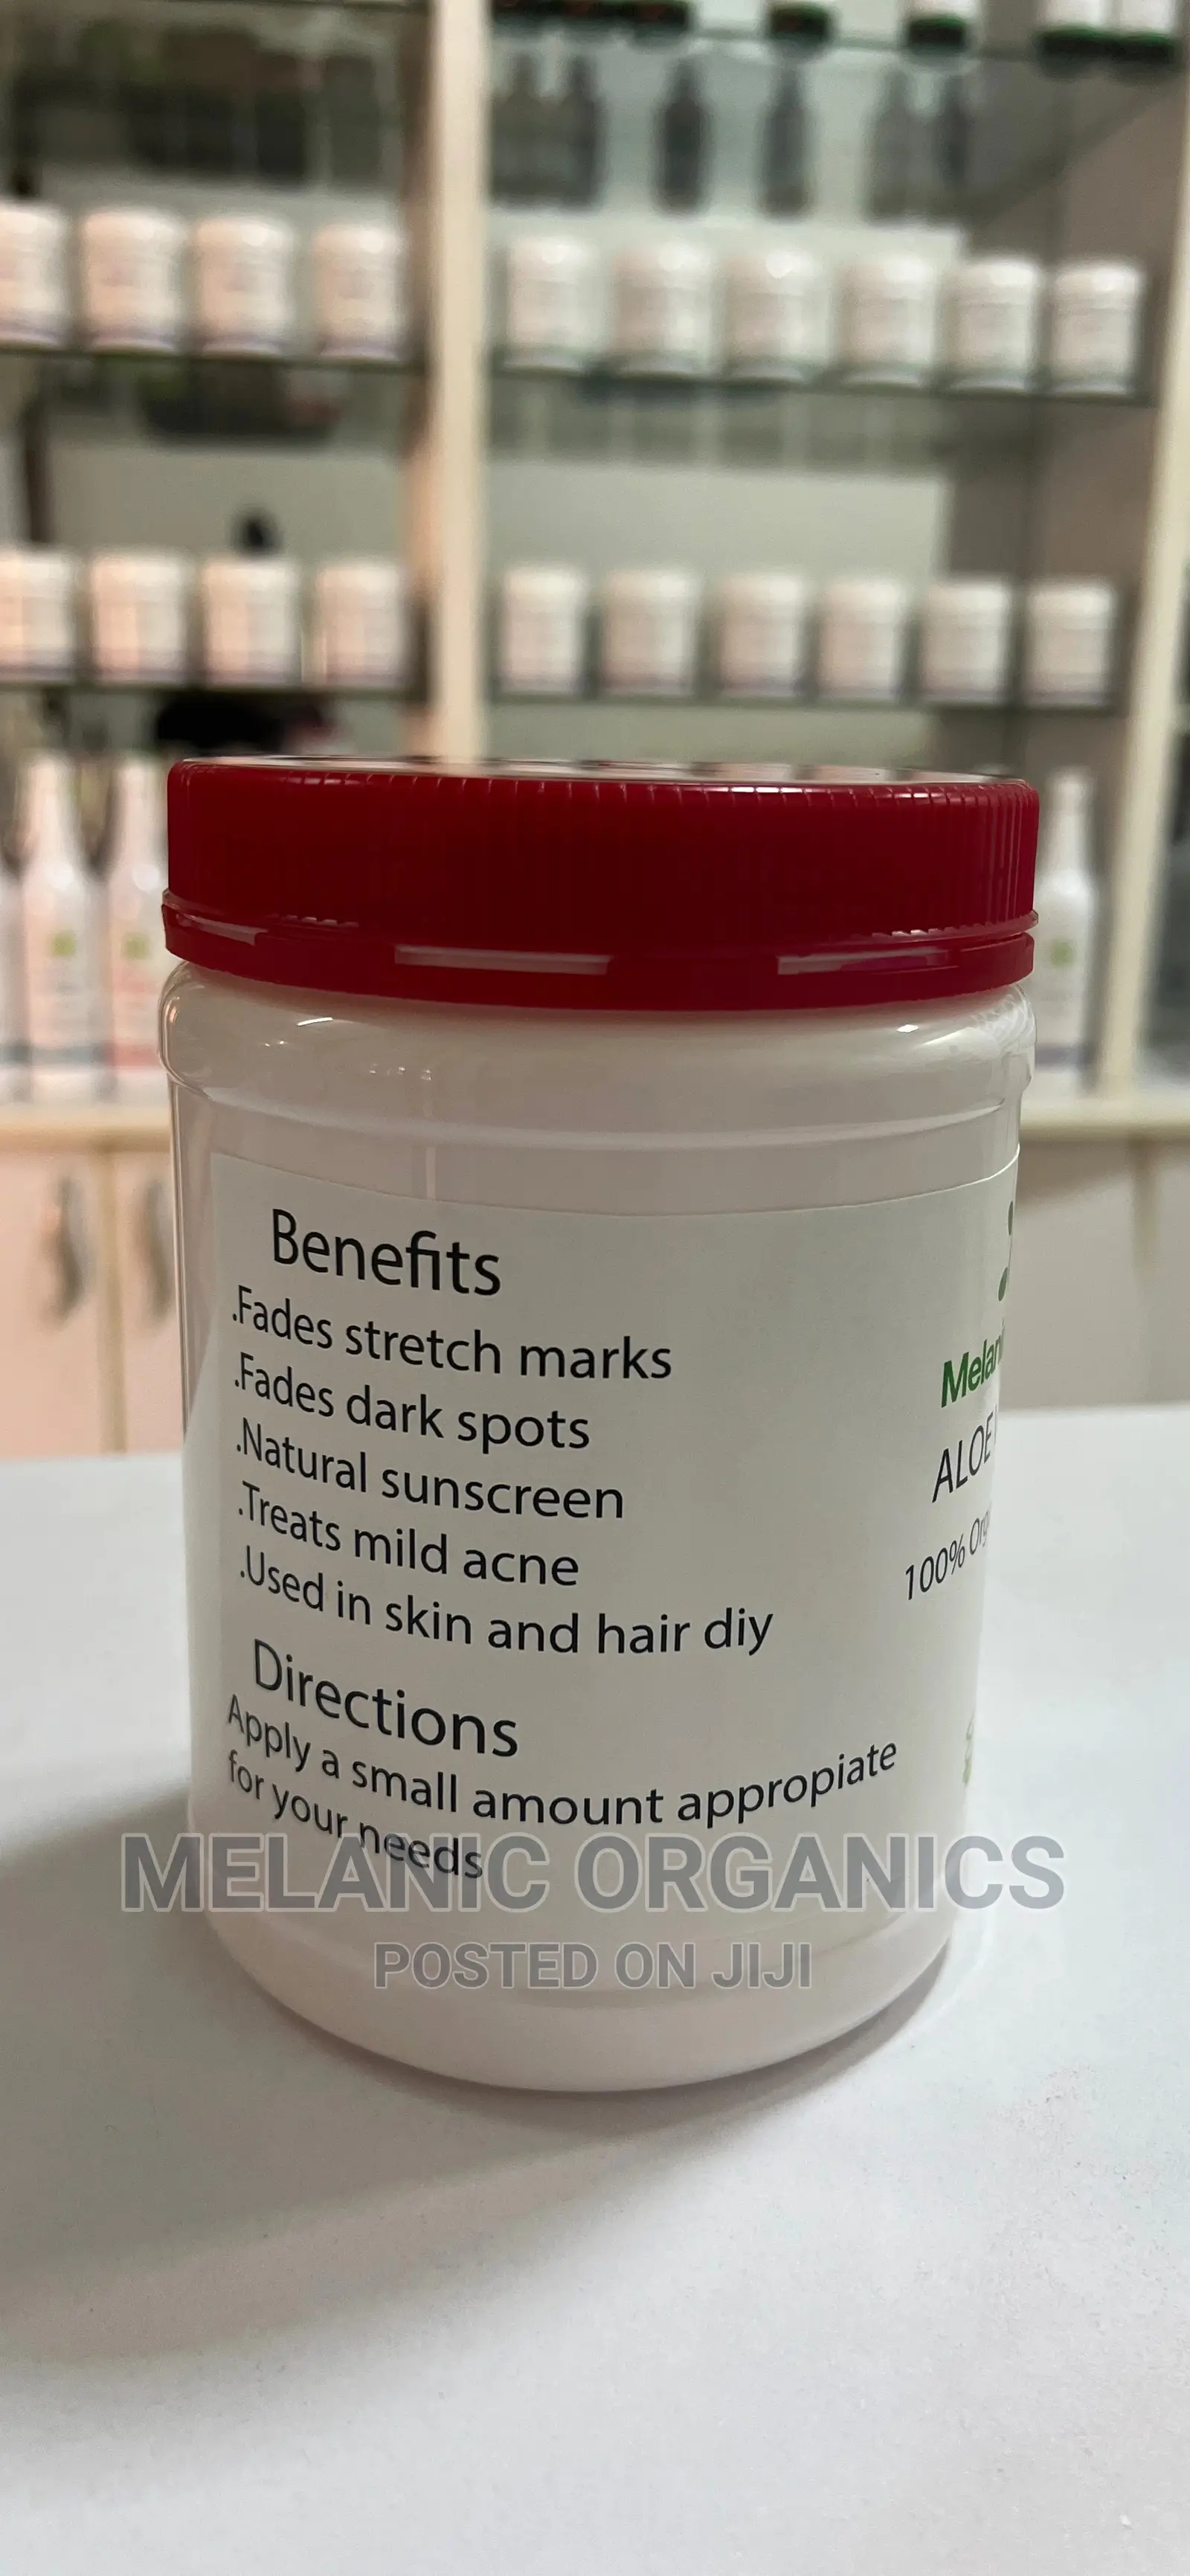 Benefits
.Fades stretch marks
.Fades dark spots
.Natural sunscreen
.Treats mild acne
.Used in skin and hair diy
Directions
Apply a small amount appropiate
for your needs
ALOE
100%
MELANIC ORGANICS
POSTED ON JIJI